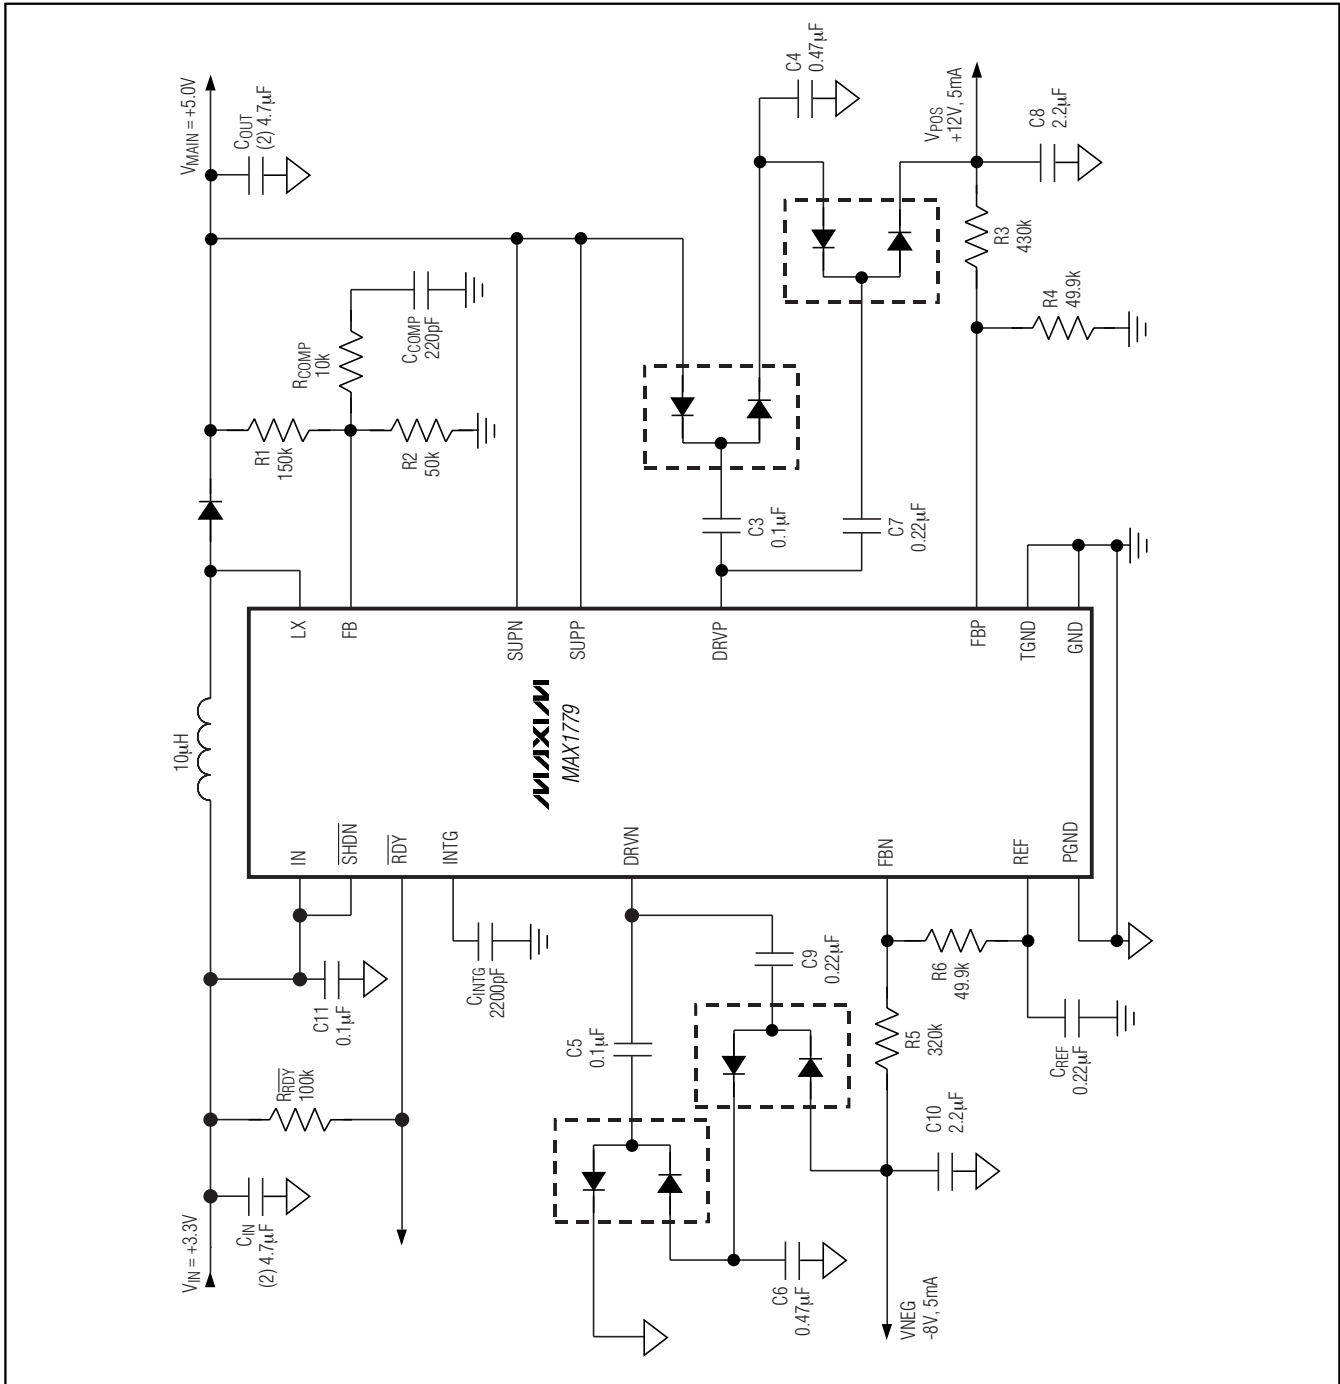 VIN = +3.3V
CIN
(2) 4.7µF
RRDY
100k
C11
0.1µF
10µH
VMAIN = +5.0V
COUT
(2) 4.7µF
IN
SHDN
RDY
INTG
CINTG
2200pF
LX
FB
R1
150k
R2
50k
RCOMP
10k
CCOMP
220pF
MAXIM
MAX1779
SUPN
SUPP
DRVN
DRVP
C5
0.1µF
C9
0.22µF
C6
0.47µF
C3
0.1µF
C7
0.22µF
C4
0.47µF
VPOS
+12V, 5mA
C8
2.2µF
R3
430k
R4
49.9k
FBN
FBP
REF
TGND
PGND
GND
R6
49.9k
R5
320k
CREF
0.22µF
C10
2.2µF
VNEG
-8V, 5mA